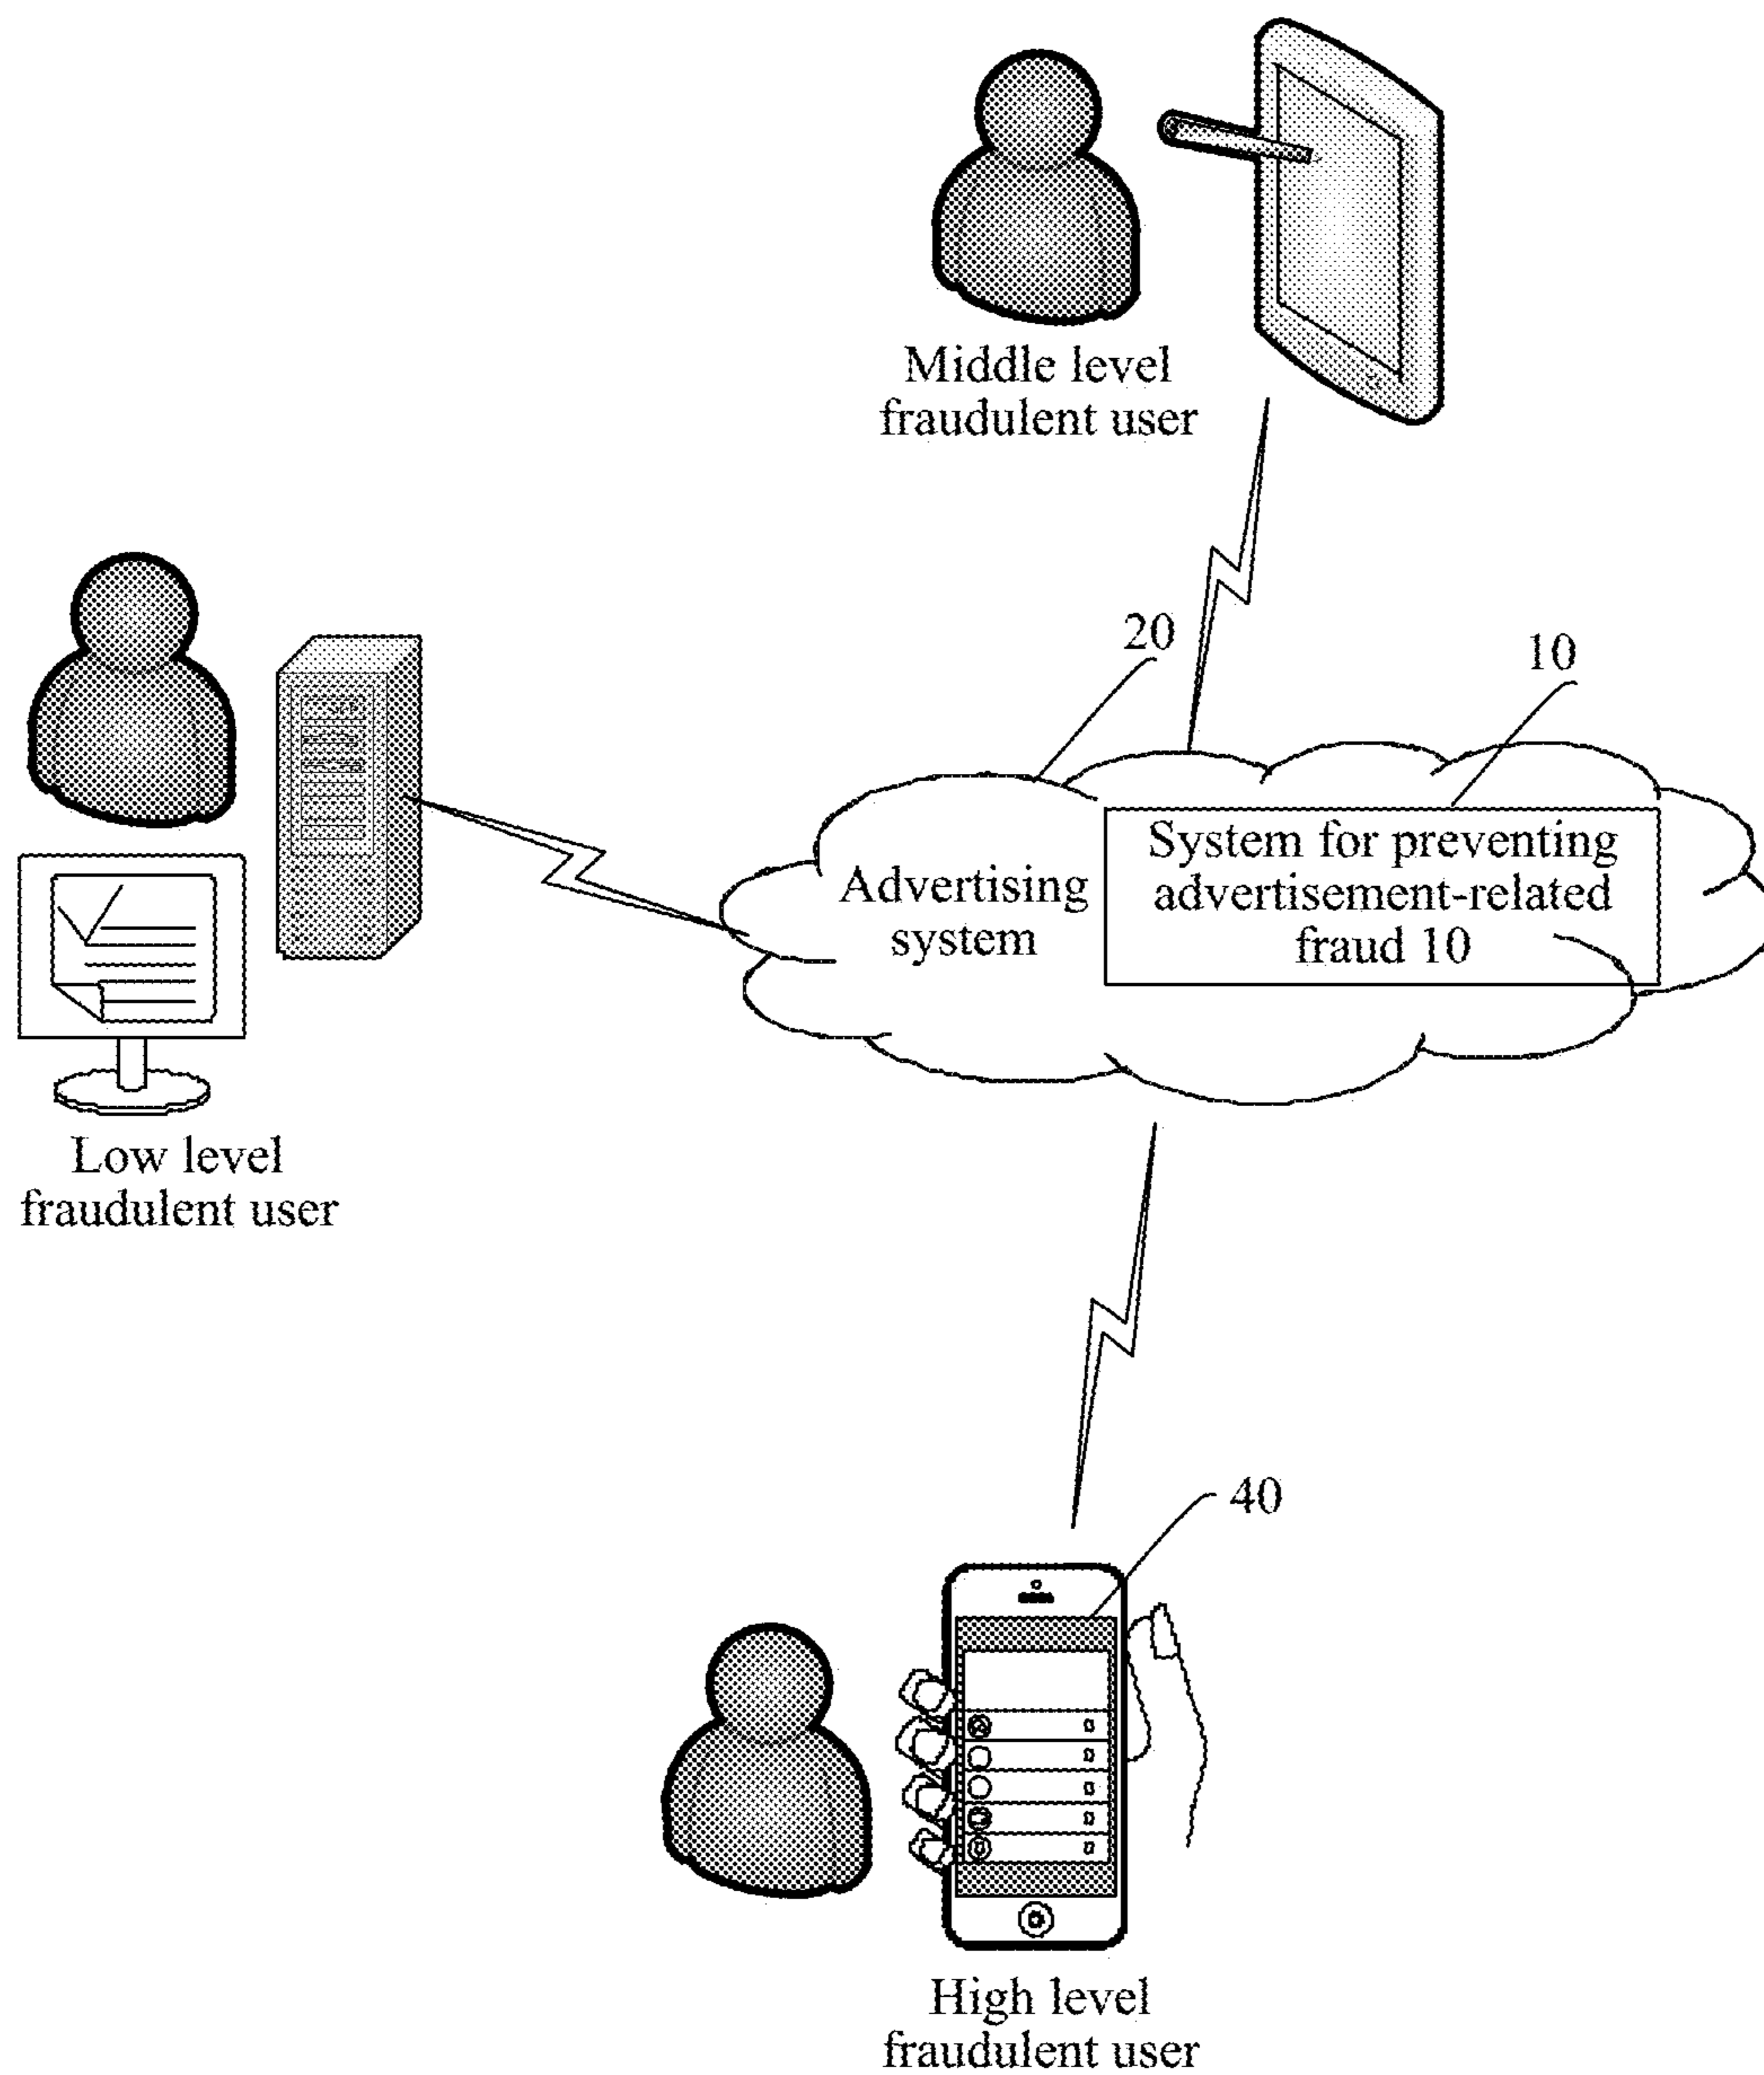 Middle level
fraudulent user
20
10
System for preventing
advertisement-related
fraud 10
Advertising
system
Low level
fraudulent user
40
High level
fraudulent user